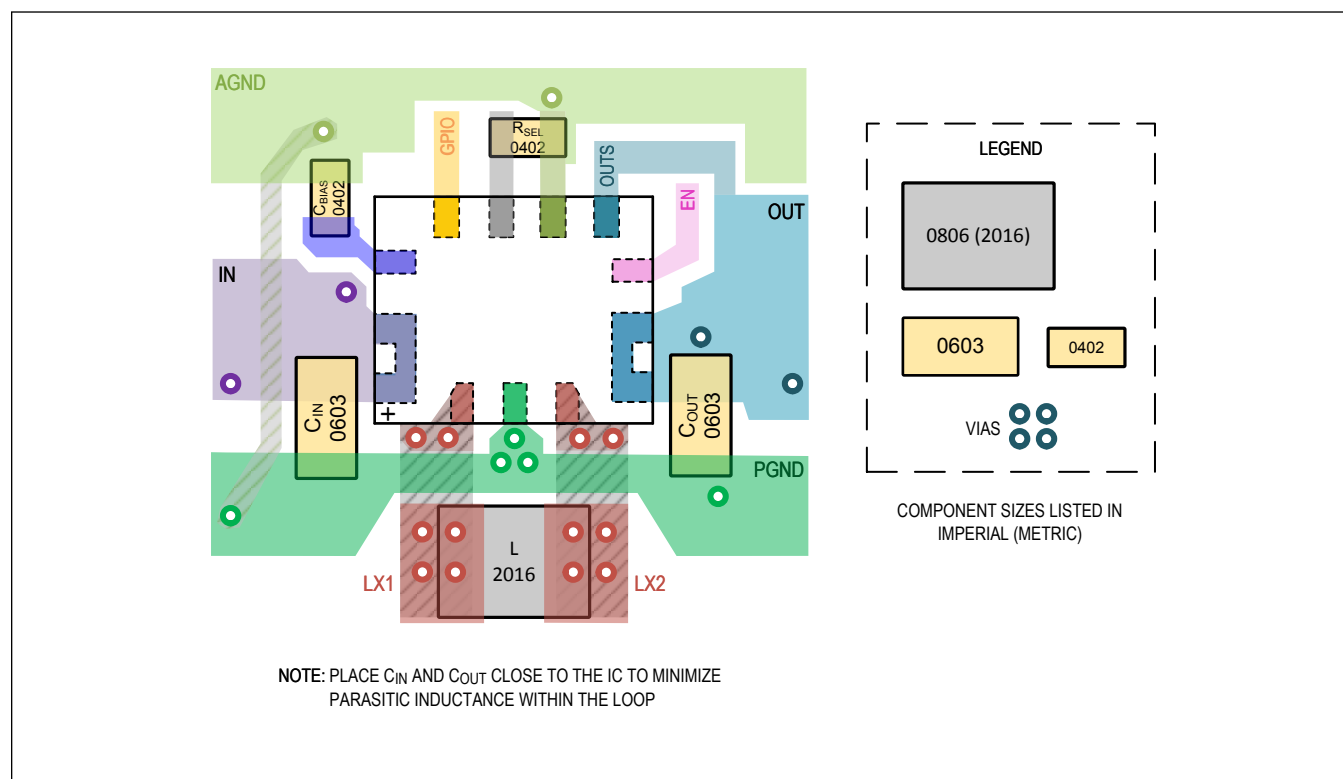 AGND
GPIO
RSEL
0402
OUTS
EN
CBIAS
0402
OUT
IN
CIN
0603
+
COUT
0603
PGND
L
2016
LX1
LX2
NOTE: PLACE CIN AND COUT CLOSE TO THE IC TO MINIMIZE
PARASITIC INDUCTANCE WITHIN THE LOOP
LEGEND
0806 (2016)
0603
0402
VIAS
COMPONENT SIZES LISTED IN
IMPERIAL (METRIC)